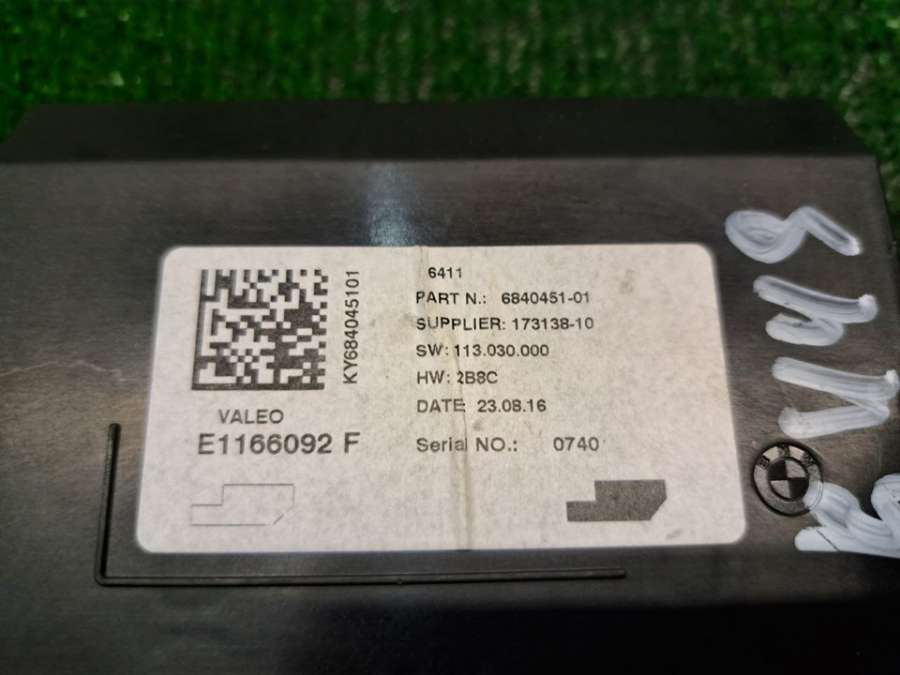 6411
PART N.: 6840451-01
SUPPLIER: 173138-10
SW: 113.030.000
HW: 2B8C
DATE: 23.08.16
Serial NO.: 0740
KY684045101
VALEO
E1166092 F